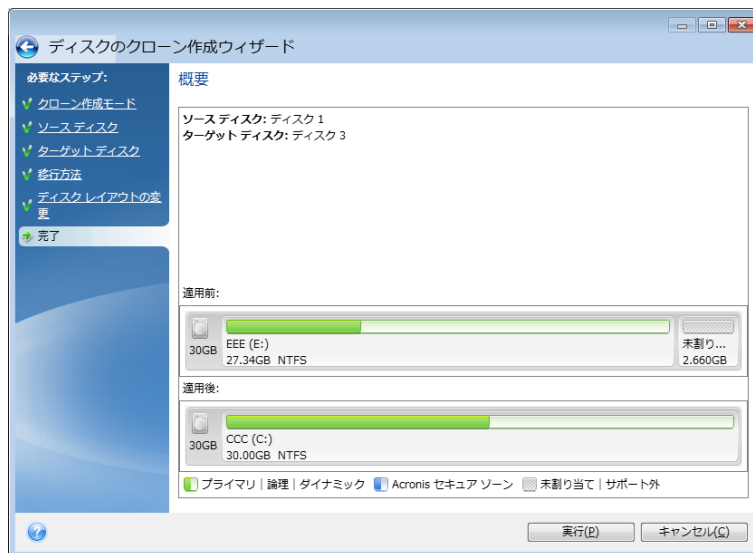 ディスクのクローン作成ウィザード
必要なステップ:
クローン作成モード
ソース ディスク
ターゲット ディスク
移行方法
ディスク レイアウトの変
更
完了
概要
ソース ディスク: ディスク 1
ターゲット ディスク: ディスク 3
適用前:
30GB
EEE (E:)
27.34GB NTFS
未割り...
2.660GB
適用後:
30GB
CCC (C:)
30.00GB NTFS
プライマリ | 論理 | ダイナミック
Acronis セキュア ゾーン
未割り当て | サポート外
実行(P)
キャンセル(C)